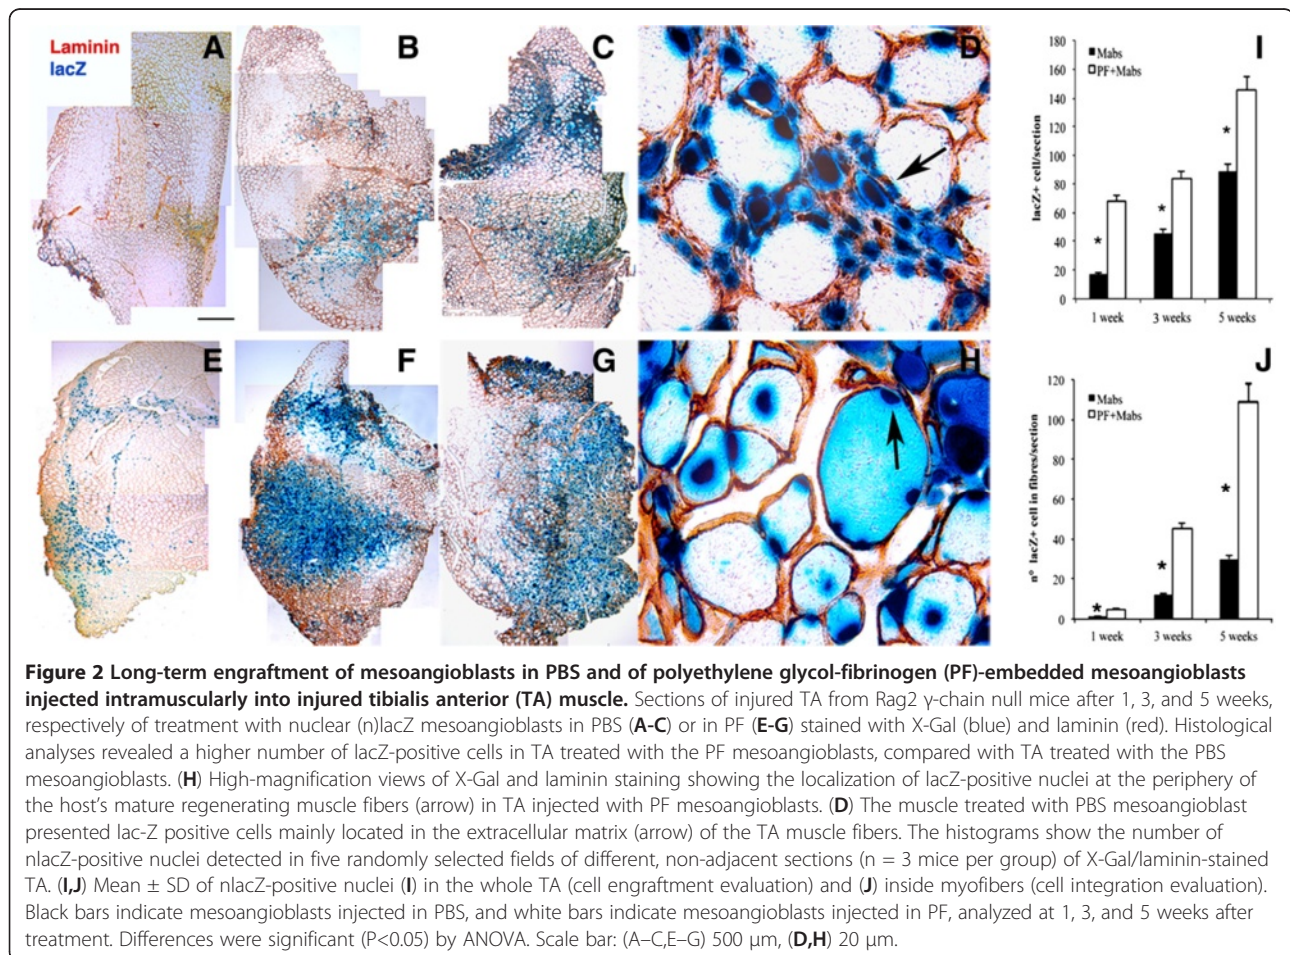 Laminin
lacZ
A
B
C
D
E
F
G
H
I
180
160
140
120
100
80
60
40
20
0
lacZ+ cell/section
Mabs
PF+Mabs
*
*
*
1 week
3 weeks
5 weeks
J
120
100
80
60
40
20
0
n° lacZ+ cell in fibres/section
Mabs
PF+Mabs
*
*
*
1 week
3 weeks
5 weeks
Figure 2 Long-term engraftment of mesoangioblasts in PBS and of polyethylene glycol-fibrinogen (PF)-embedded mesoangioblasts
injected intramuscularly into injured tibialis anterior (TA) muscle. Sections of injured TA from Rag2 γ-chain null mice after 1, 3, and 5 weeks,
respectively of treatment with nuclear (n)lacZ mesoangioblasts in PBS (A-C) or in PF (E-G) stained with X-Gal (blue) and laminin (red). Histological
analyses revealed a higher number of lacZ-positive cells in TA treated with the PF mesoangioblasts, compared with TA treated with the PBS
mesoangioblasts. (H) High-magnification views of X-Gal and laminin staining showing the localization of lacZ-positive nuclei at the periphery of
the host's mature regenerating muscle fibers (arrow) in TA injected with PF mesoangioblasts. (D) The muscle treated with PBS mesoangioblast
presented lac-Z positive cells mainly located in the extracellular matrix (arrow) of the TA muscle fibers. The histograms show the number of
nlacZ-positive nuclei detected in five randomly selected fields of different, non-adjacent sections (n = 3 mice per group) of X-Gal/laminin-stained
TA. (I,J) Mean ± SD of nlacZ-positive nuclei (I) in the whole TA (cell engraftment evaluation) and (J) inside myofibers (cell integration evaluation).
Black bars indicate mesoangioblasts injected in PBS, and white bars indicate mesoangioblasts injected in PF, analyzed at 1, 3, and 5 weeks after
treatment. Differences were significant (P<0.05) by ANOVA. Scale bar: (A–C,E–G) 500 μm, (D,H) 20 μm.